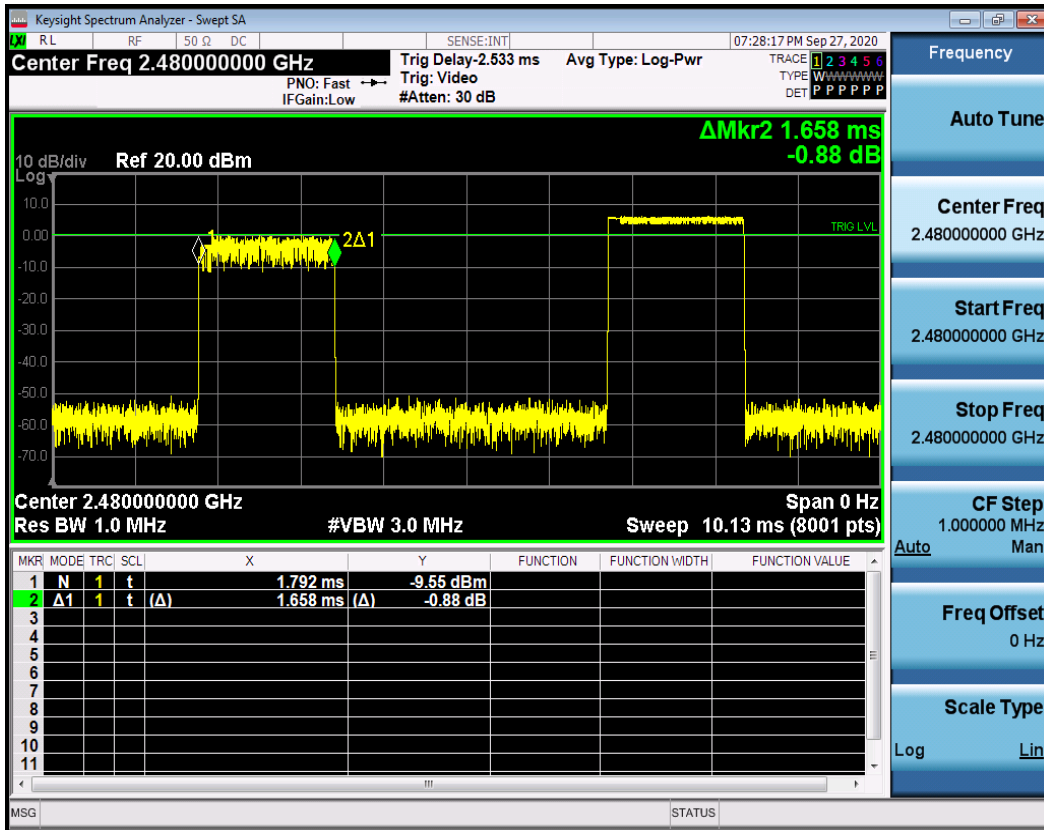 Keysight Spectrum Analyzer - Swept SA
LXI RL RF 50 Ω DC SENSE:INT 07:28:17 PM Sep 27, 2020
Center Freq 2.480000000 GHz
PNO: Fast
IFGain:Low
Trig Delay-2.533 ms
Trig: Video
#Atten: 30 dB
Avg Type: Log-Pwr
TRACE 1 2 3 4 5 6
TYPE WWWWWW
DET P P P P P P
ΔMkr2 1.658 ms
-0.88 dB
10 dB/div Ref 20.00 dBm
Log
10.0
0.00
-10.0
-20.0
-30.0
-40.0
-50.0
-60.0
-70.0
1
2Δ1
TRIG LVL
Center 2.480000000 GHz Span 0 Hz
Res BW 1.0 MHz #VBW 3.0 MHz Sweep 10.13 ms (8001 pts)
MKR MODE TRC SCL X Y FUNCTION FUNCTION WIDTH FUNCTION VALUE
1 N 1 t 1.792 ms -9.55 dBm
2 Δ1 1 t (Δ) 1.658 ms (Δ) -0.88 dB
3
4
5
6
7
8
9
10
11
MSG STATUS
Frequency
Auto Tune
Center Freq
2.480000000 GHz
Start Freq
2.480000000 GHz
Stop Freq
2.480000000 GHz
CF Step
1.000000 MHz
Auto Man
Freq Offset
0 Hz
Scale Type
Log Lin